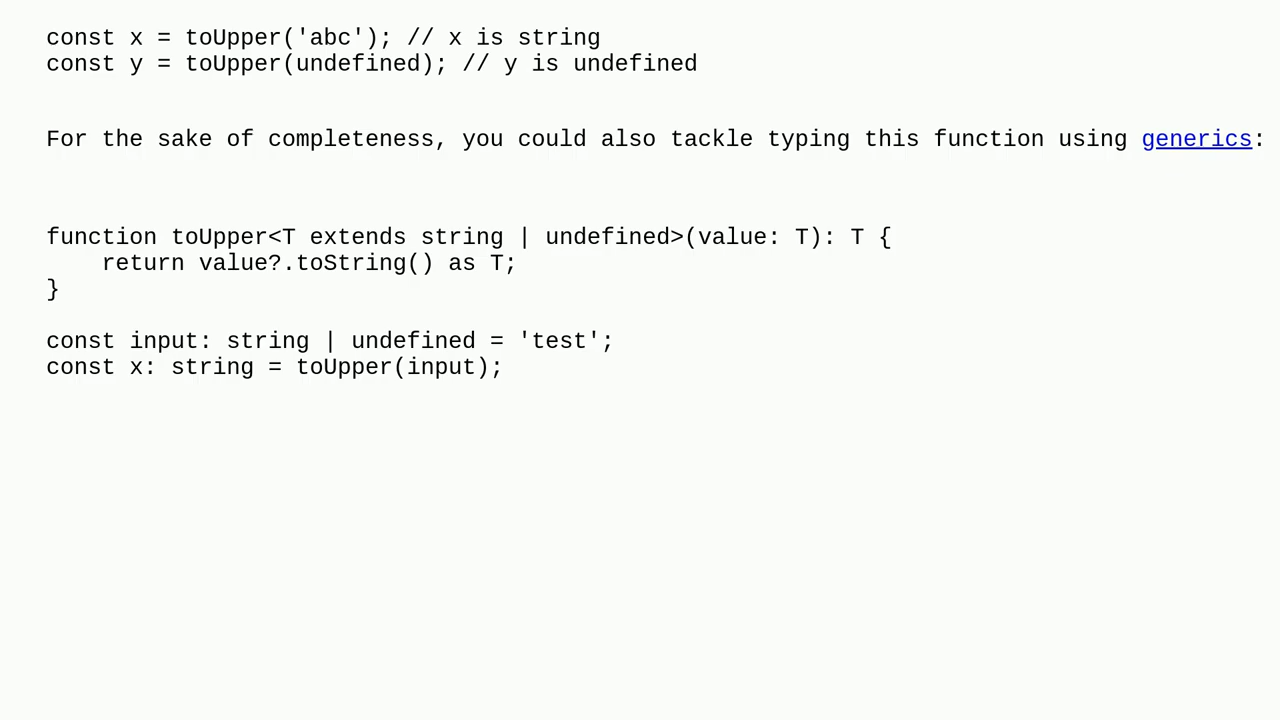 const x = toUpper('abc'); // x is string
const y = toUpper(undefined); // y is undefined
For the sake of completeness, you could also tackle typing this function using generics:
function toUpper<T extends string | undefined>(value: T): T {
    return value?.toString() as T;
}
const input: string | undefined = 'test';
const x: string = toUpper(input);